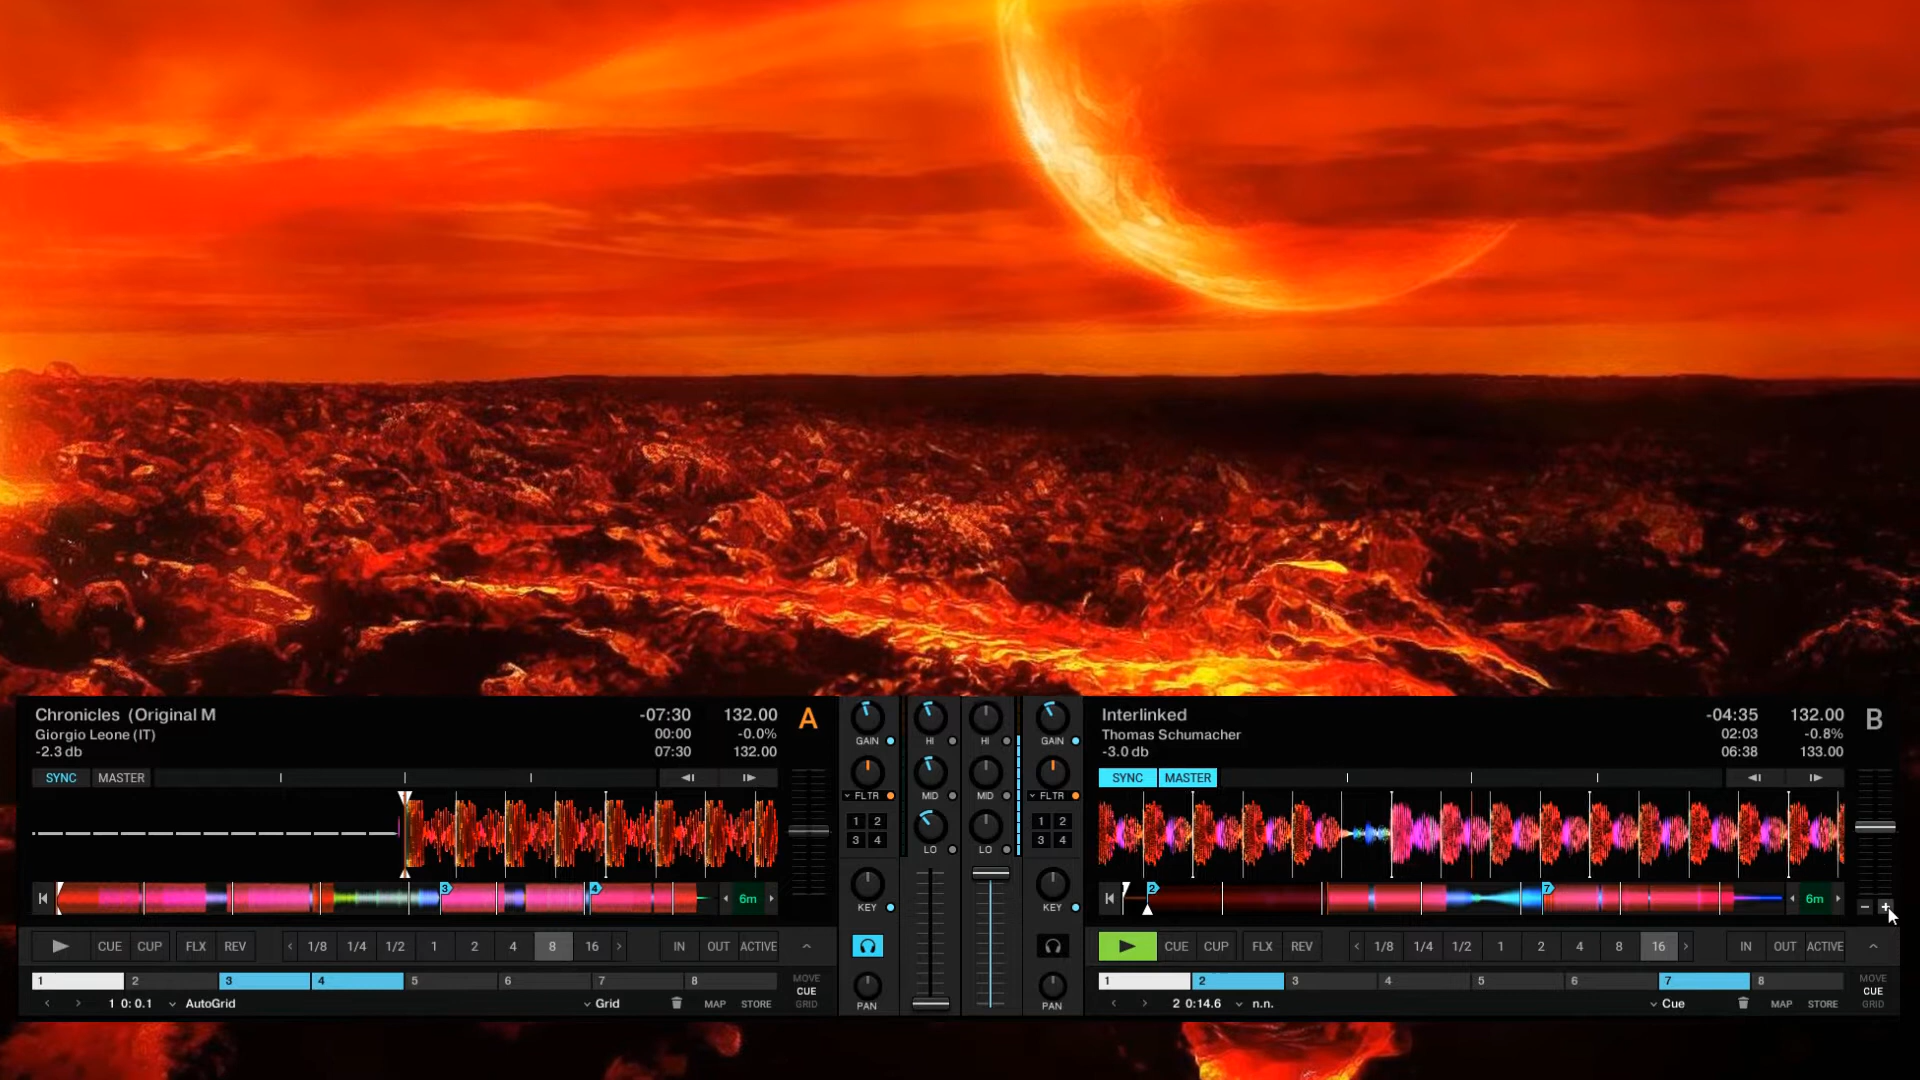 Chronicles (Original M
-07:30 132.00 A
Giorgio Leone (IT)
00:00 -0.0%
-2.3 db
07:30 132.00
SYNC MASTER
3 4
6m
CUE CUP FLX REV 1/8 1/4 1/2 1 2 4 8 16 IN OUT ACTIVE
1 2 3 4 5 6 7 8
MOVE
CUE
GRID
1 0: 0.1 AutoGrid Grid MAP STORE
GAIN HI HI GAIN
FLTR MID MID FLTR
1 2
3 4
LO LO
1 2
3 4
KEY KEY
PAN PAN
Interlinked
-04:35 132.00 B
Thomas Schumacher
02:03 -0.8%
-3.0 db
06:38 133.00
SYNC MASTER
2 7
6m
CUE CUP FLX REV 1/8 1/4 1/2 1 2 4 8 16 IN OUT ACTIVE
1 2 3 4 5 6 7 8
MOVE
CUE
GRID
2 0:14.6 n.n. Cue MAP STORE